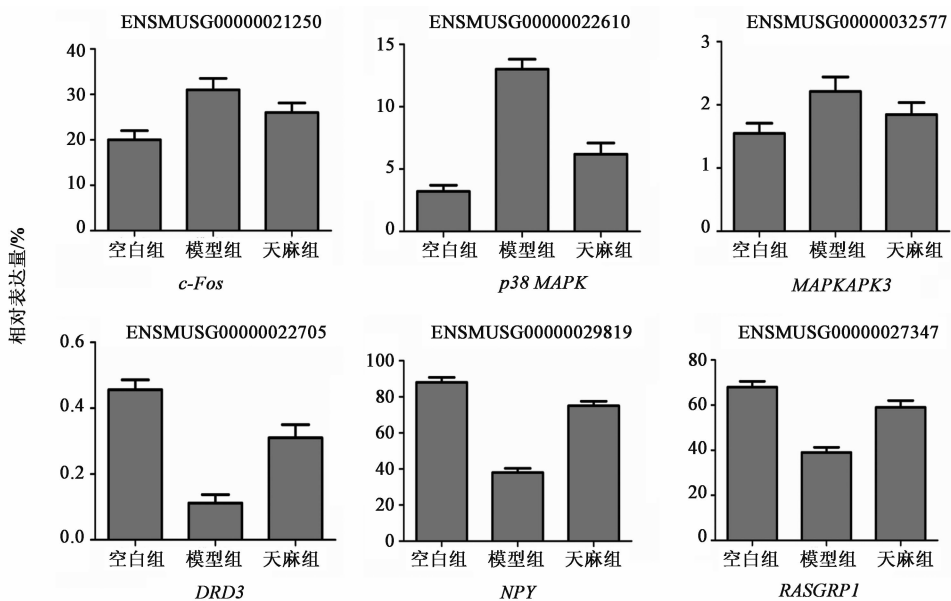 相对表达量/%
ENSMUSG00000021250
40
30
20
10
0
空白组 模型组 天麻组
c-Fos
ENSMUSG00000022610
15
10
5
0
空白组 模型组 天麻组
p38 MAPK
ENSMUSG00000032577
3
2
1
0
空白组 模型组 天麻组
MAPKAPK3
ENSMUSG00000022705
0.6
0.4
0.2
0.0
空白组 模型组 天麻组
DRD3
ENSMUSG00000029819
100
80
60
40
20
0
空白组 模型组 天麻组
NPY
ENSMUSG00000027347
80
60
40
20
0
空白组 模型组 天麻组
RASGRP1